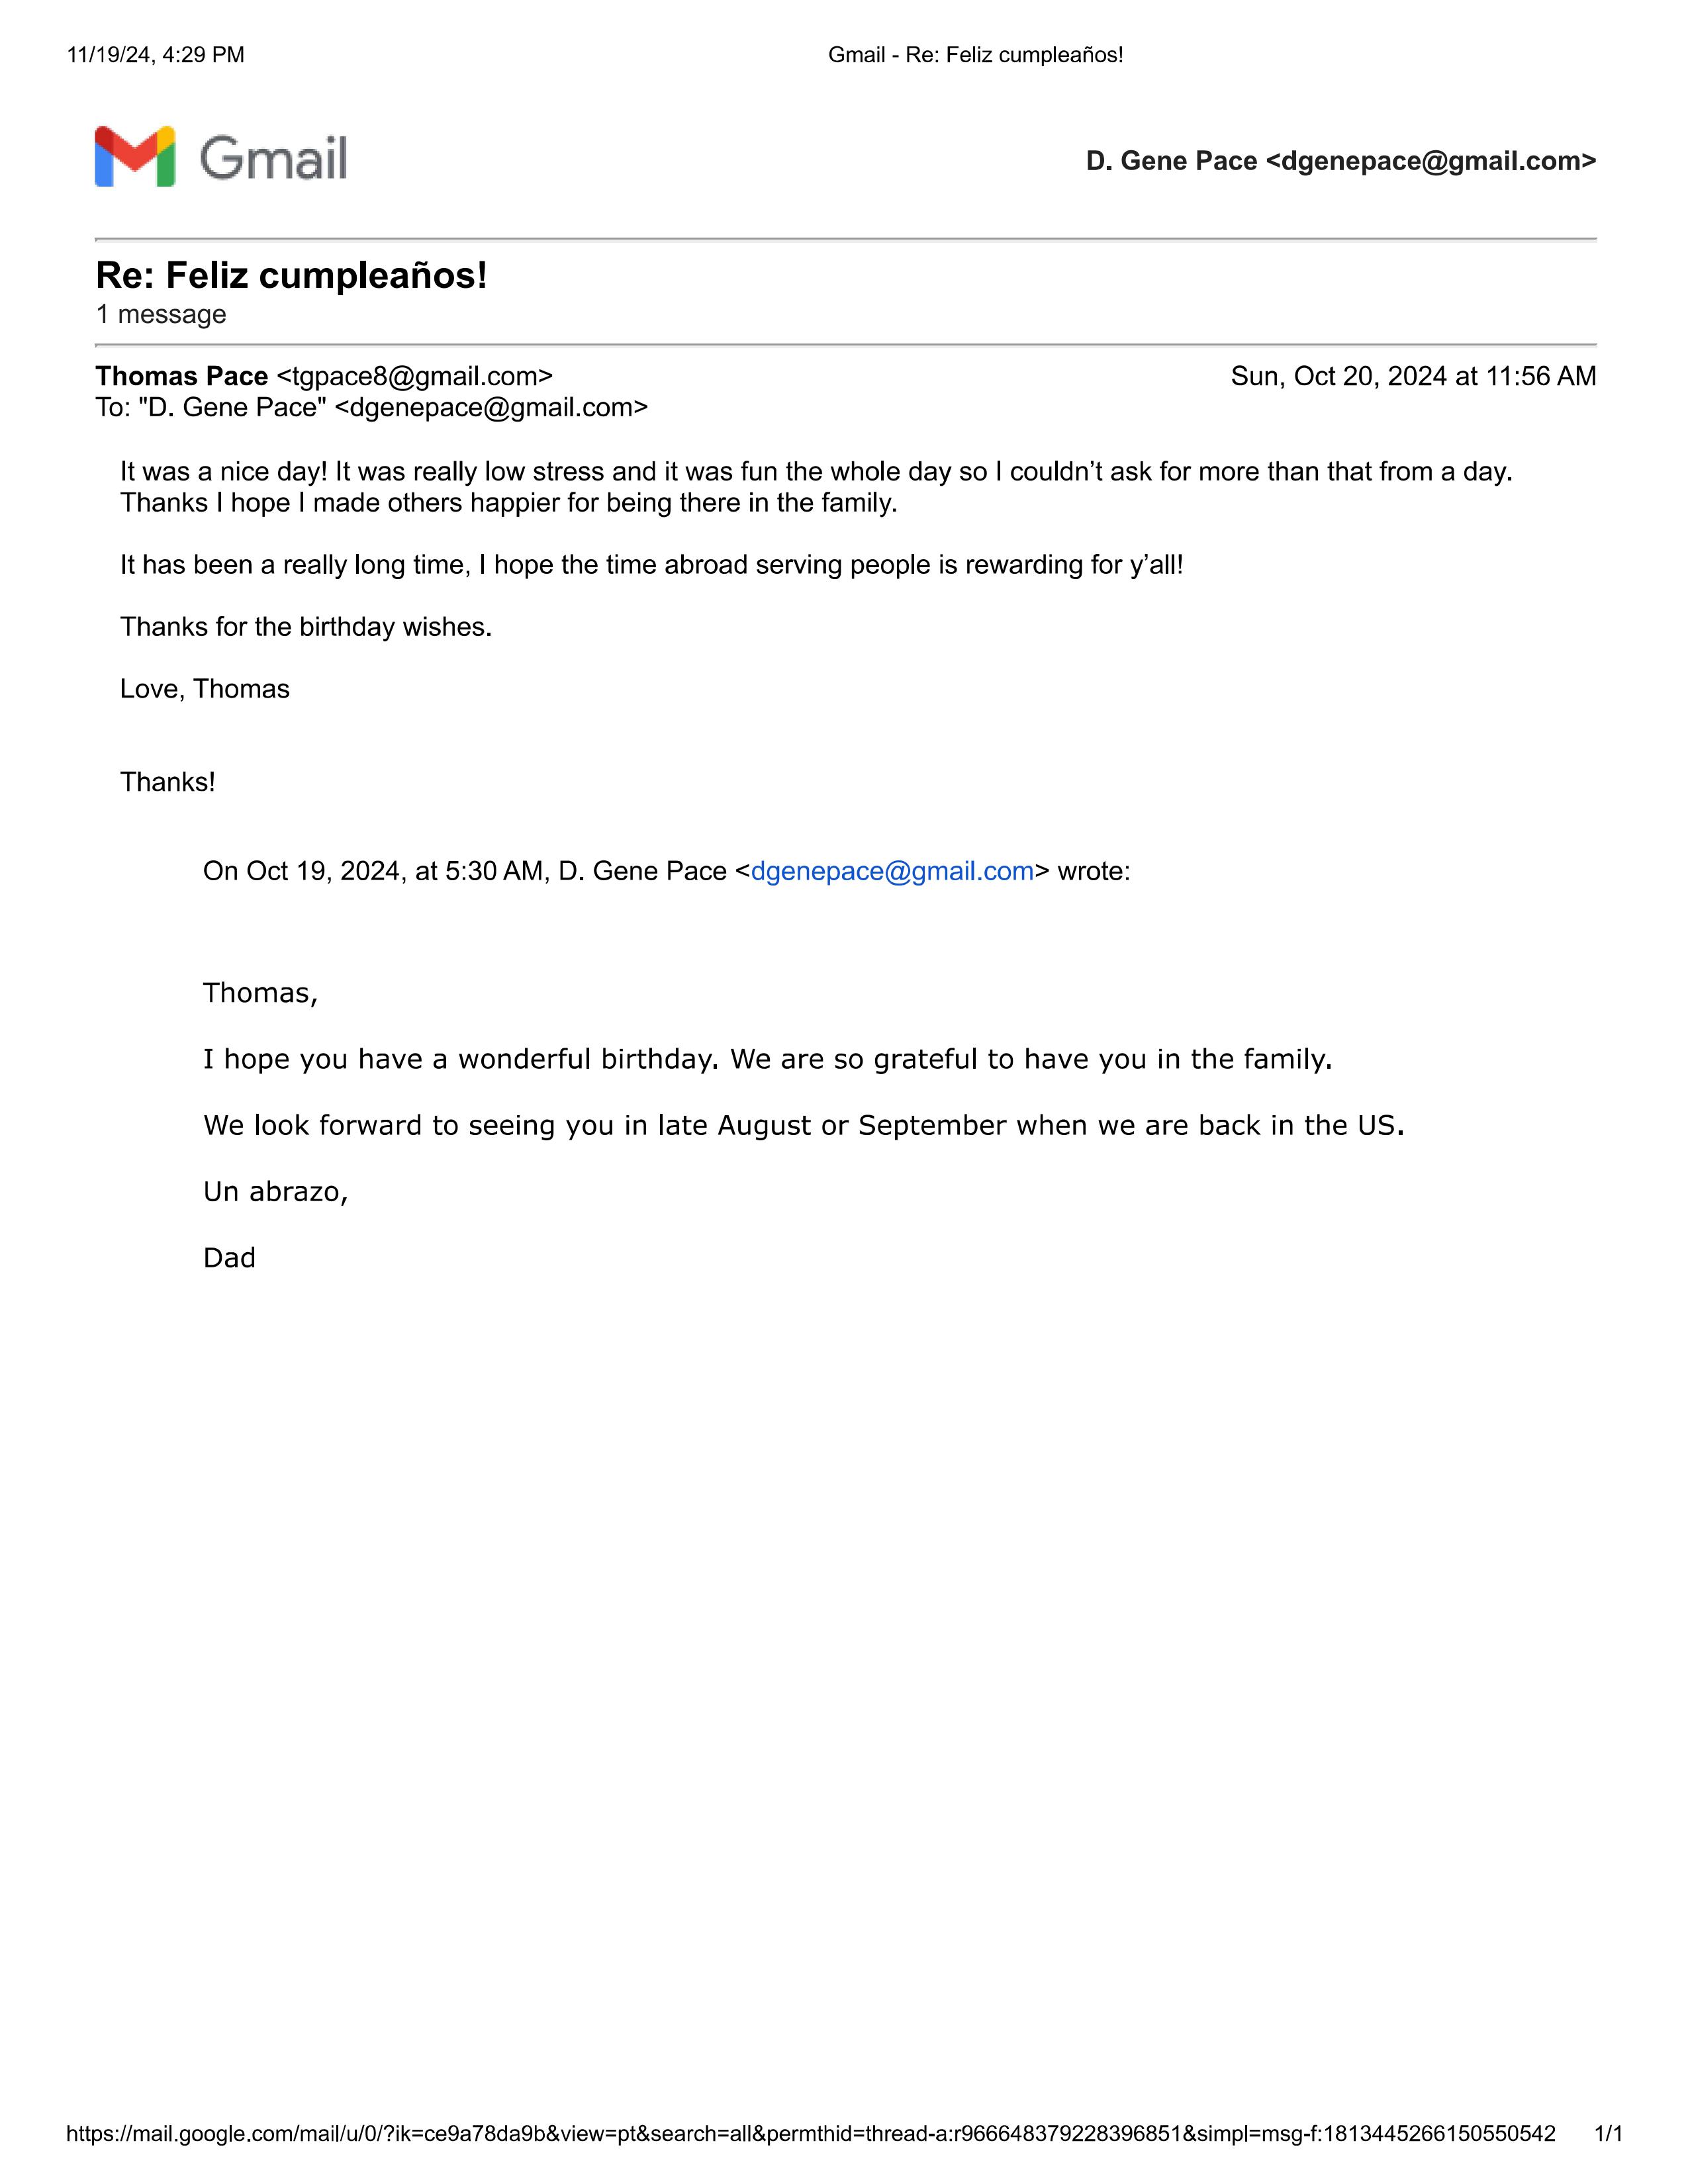 11/19/24, 4:29 PM Gmail - Re: Feliz cumpleaños!
Gmail D. Gene Pace <dgenepace@gmail.com>
Re: Feliz cumpleaños!
1 message
Thomas Pace <tgpace8@gmail.com> Sun, Oct 20, 2024 at 11:56 AM
To: "D. Gene Pace" <dgenepace@gmail.com>
It was a nice day! It was really low stress and it was fun the whole day so I couldn’t ask for more than that from a day.
Thanks I hope I made others happier for being there in the family.
It has been a really long time, I hope the time abroad serving people is rewarding for y’all!
Thanks for the birthday wishes.
Love, Thomas
Thanks!
On Oct 19, 2024, at 5:30 AM, D. Gene Pace <dgenepace@gmail.com> wrote:
Thomas,
I hope you have a wonderful birthday. We are so grateful to have you in the family.
We look forward to seeing you in late August or September when we are back in the US.
Un abrazo,
Dad
https://mail.google.com/mail/u/0/?ik=ce9a78da9b&view=pt&search=all&permthid=thread-a:r966648379228396851&simpl=msg-f:1813445266150550542 1/1